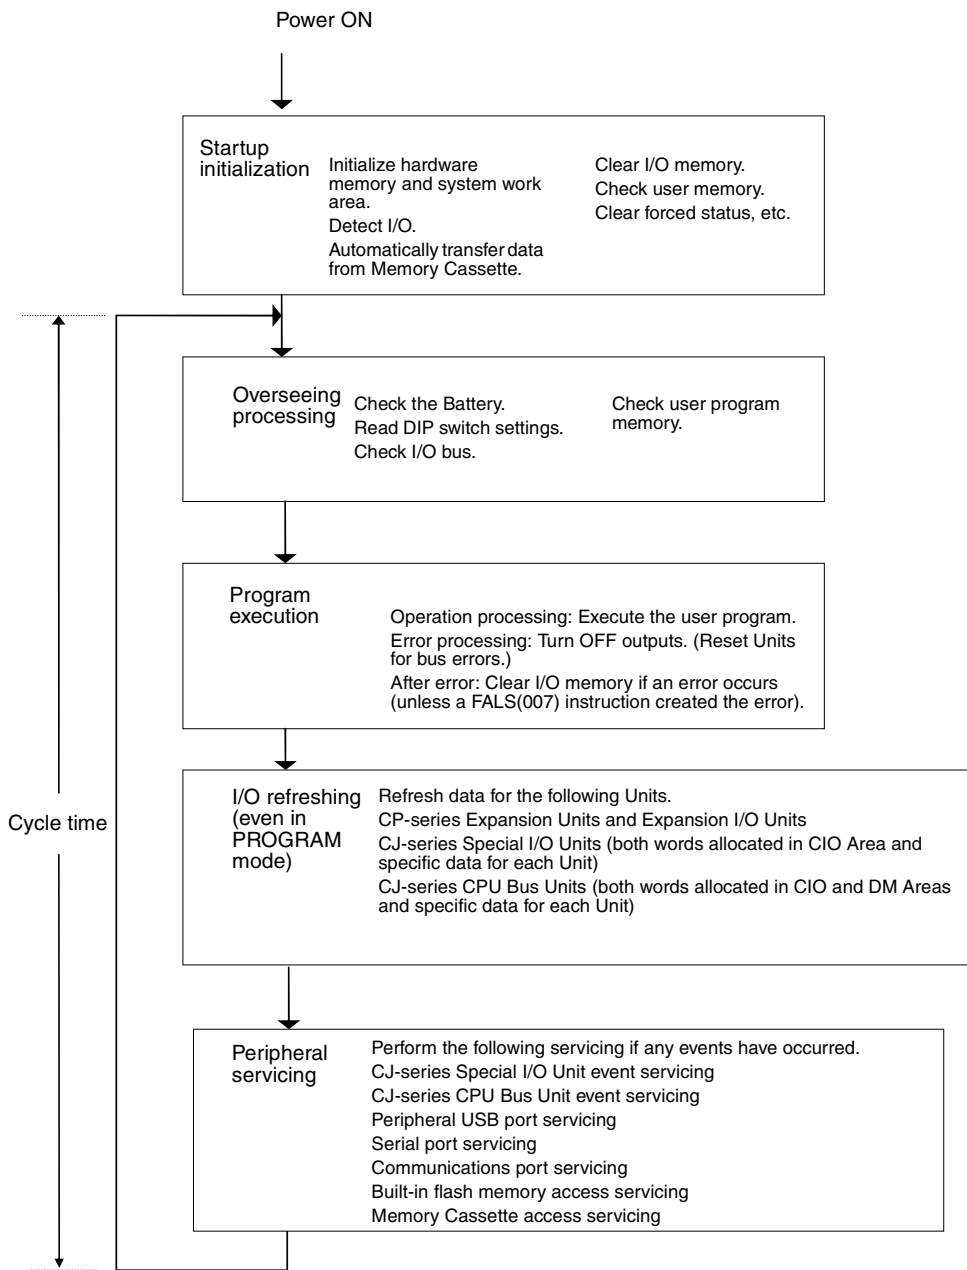 Power ON
Startup
initialization
Initialize hardware
memory and system work
area.
Detect I/O.
Automatically transfer data
from Memory Cassette.
Clear I/O memory.
Check user memory.
Clear forced status, etc.
Overseeing
processing
Check the Battery.
Read DIP switch settings.
Check I/O bus.
Check user program
memory.
Program
execution
Operation processing: Execute the user program.
Error processing: Turn OFF outputs. (Reset Units
for bus errors.)
After error: Clear I/O memory if an error occurs
(unless a FALS(007) instruction created the error).
Cycle time
I/O refreshing
(even in
PROGRAM
mode)
Refresh data for the following Units.
CP-series Expansion Units and Expansion I/O Units
CJ-series Special I/O Units (both words allocated in CIO Area and
specific data for each Unit)
CJ-series CPU Bus Units (both words allocated in CIO and DM Areas
and specific data for each Unit)
Peripheral
servicing
Perform the following servicing if any events have occurred.
CJ-series Special I/O Unit event servicing
CJ-series CPU Bus Unit event servicing
Peripheral USB port servicing
Serial port servicing
Communications port servicing
Built-in flash memory access servicing
Memory Cassette access servicing